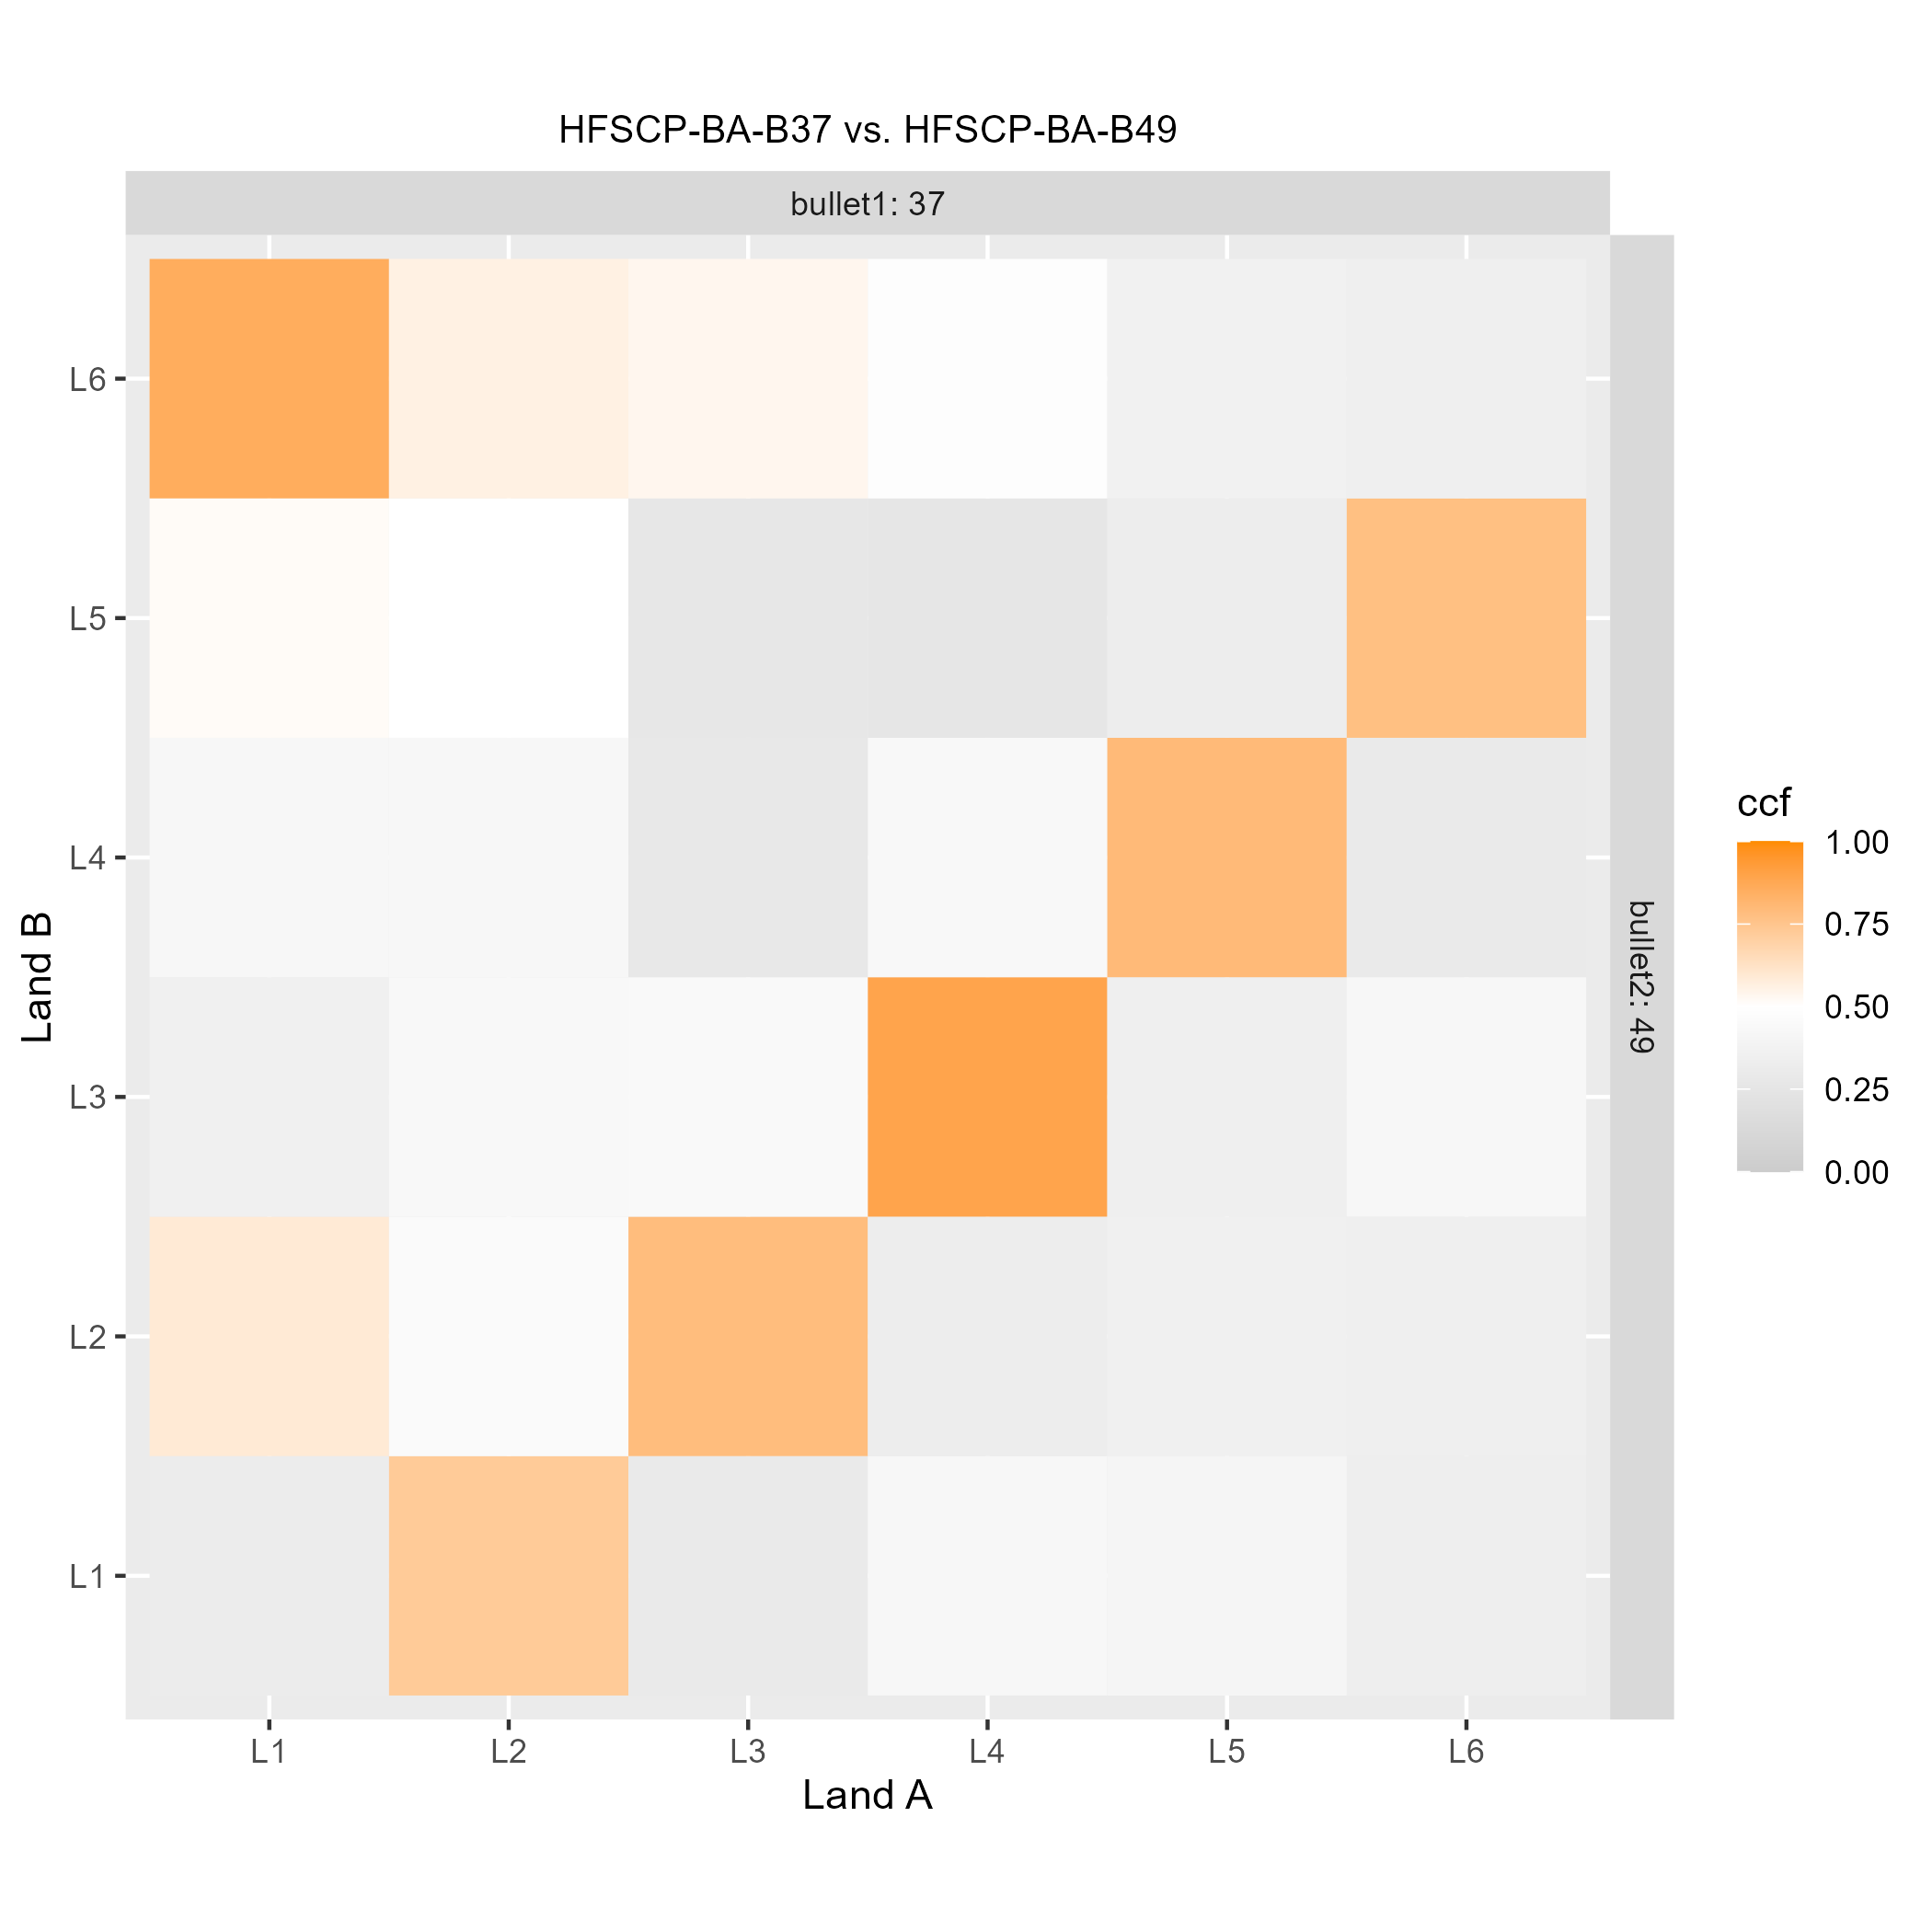 HFSCP-BA-B37 vs. HFSCP-BA-B49
bullet1: 37
L6
L5
L4
L3
L2
L1
Land B
bullet2: 49
L1 L2 L3 L4 L5 L6
Land A
ccf
1.00
0.75
0.50
0.25
0.00